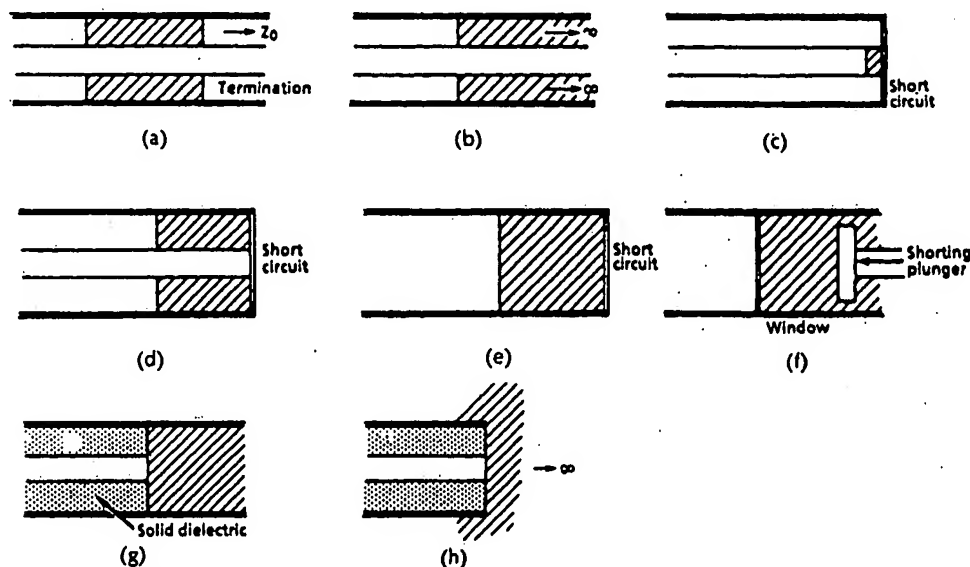 → Z₀
Termination
(a)
→ ∞
→ ∞
(b)
Short
circuit
(c)
Short
circuit
(d)
Short
circuit
(e)
Shorting
plunger
Window
(f)
Solid dielectric
(g)
→ ∞
(h)